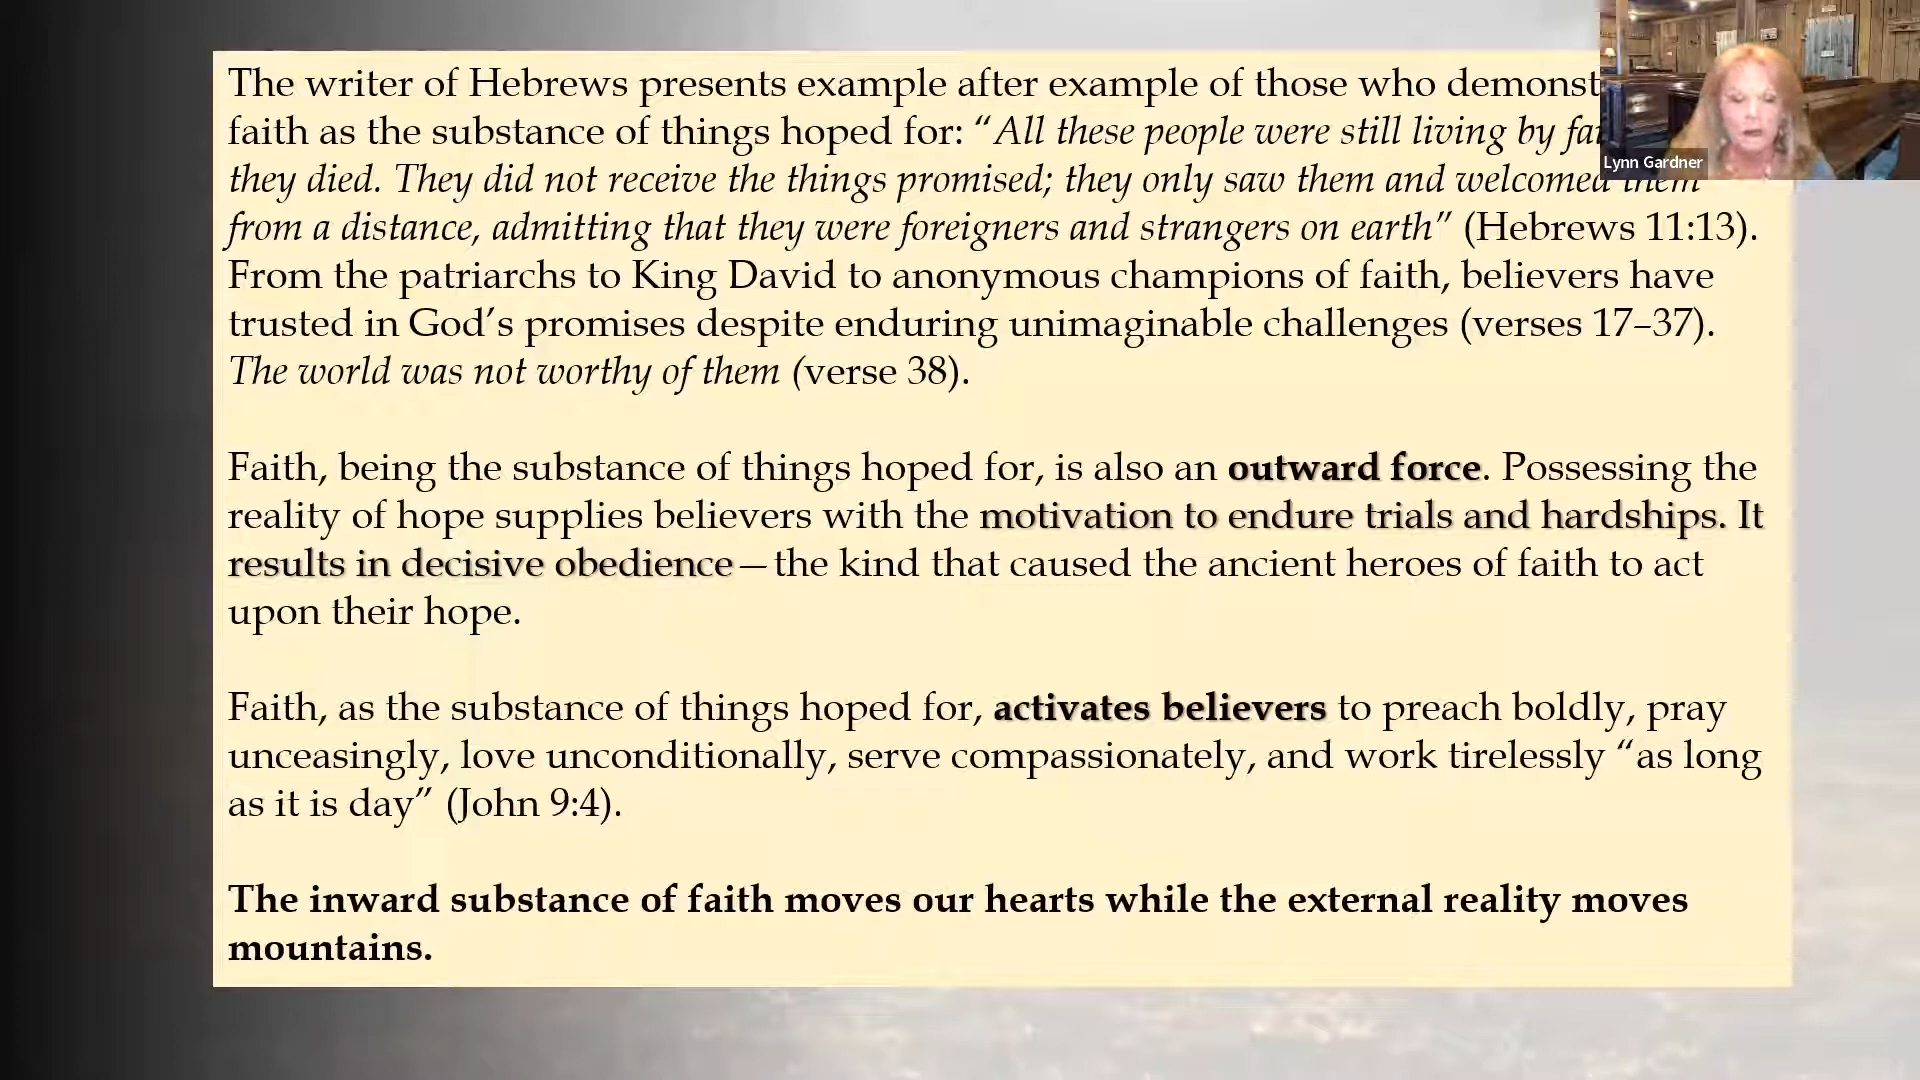 The writer of Hebrews presents example after example of those who demonst
faith as the substance of things hoped for: “All these people were still living by
they died. They did not receive the things promised; they only saw them and welcomed them
from a distance, admitting that they were foreigners and strangers on earth” (Hebrews 11:13).
From the patriarchs to King David to anonymous champions of faith, believers have
trusted in God’s promises despite enduring unimaginable challenges (verses 17–37).
The world was not worthy of them (verse 38).
Faith, being the substance of things hoped for, is also an outward force. Possessing the
reality of hope supplies believers with the motivation to endure trials and hardships. It
results in decisive obedience—the kind that caused the ancient heroes of faith to act
upon their hope.
Faith, as the substance of things hoped for, activates believers to preach boldly, pray
unceasingly, love unconditionally, serve compassionately, and work tirelessly “as long
as it is day” (John 9:4).
The inward substance of faith moves our hearts while the external reality moves
mountains.
Lynn Gardner